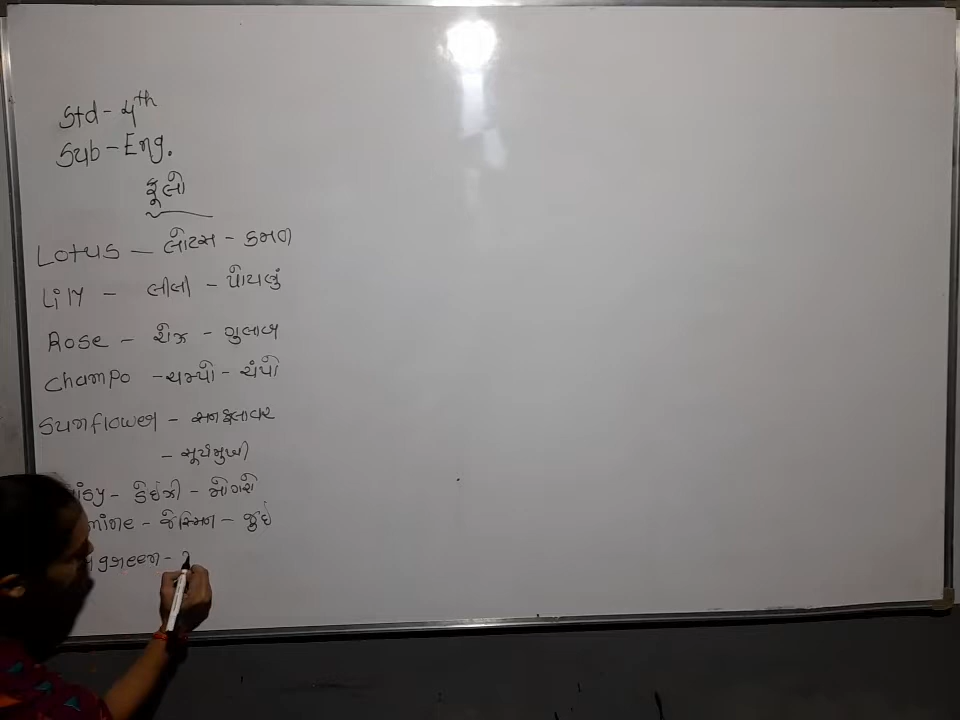 Std - 4th
Sub - Eng.
ફૂલો
Lotus - લોટસ - કમળ
Lily - લીલી - પોયણું
Rose - રોઝ - ગુલાબ
Champo - ચમ્પો - ચંપો
Sunflower - સનફ્લાવર
- સૂર્યમુખી
- ડેઇઝી - મોગરો
- જેસ્મિન - જૂઇ